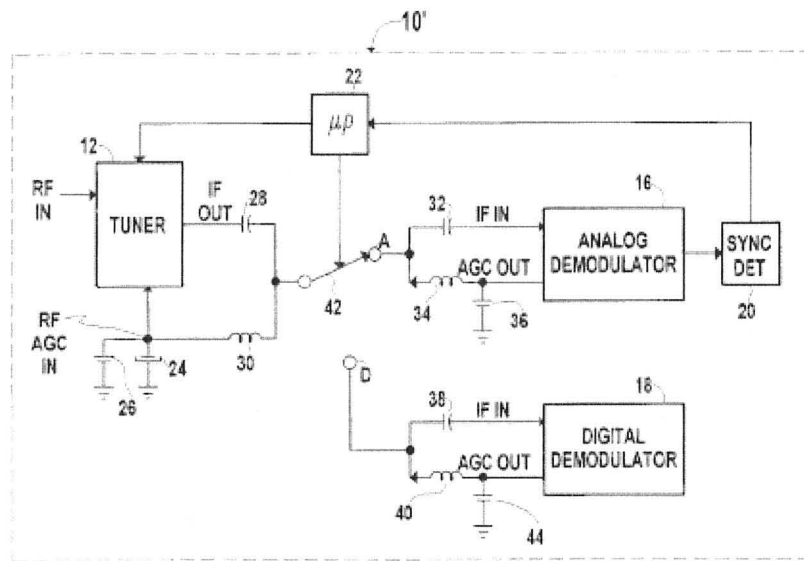 10'
22
μp
12
RF
IN
TUNER
IF
OUT
28
42
A
32
IF IN
16
ANALOG
DEMODULATOR
SYNC
DET
20
AGC OUT
34
36
RF
AGC
IN
26
24
30
D
38
IF IN
18
DIGITAL
DEMODULATOR
AGC OUT
40
44